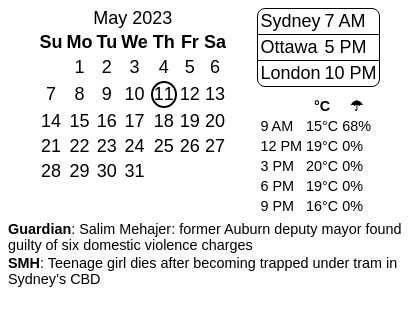 May 2023
Su Mo Tu We Th Fr Sa
1 2 3 4 5 6
7 8 9 10 11 12 13
14 15 16 17 18 19 20
21 22 23 24 25 26 27
28 29 30 31
Sydney 7 AM
Ottawa 5 PM
London 10 PM
°C ☂
9 AM 15°C 68%
12 PM 19°C 0%
3 PM 20°C 0%
6 PM 19°C 0%
9 PM 16°C 0%
Guardian: Salim Mehajer: former Auburn deputy mayor found
guilty of six domestic violence charges
SMH: Teenage girl dies after becoming trapped under tram in
Sydney’s CBD